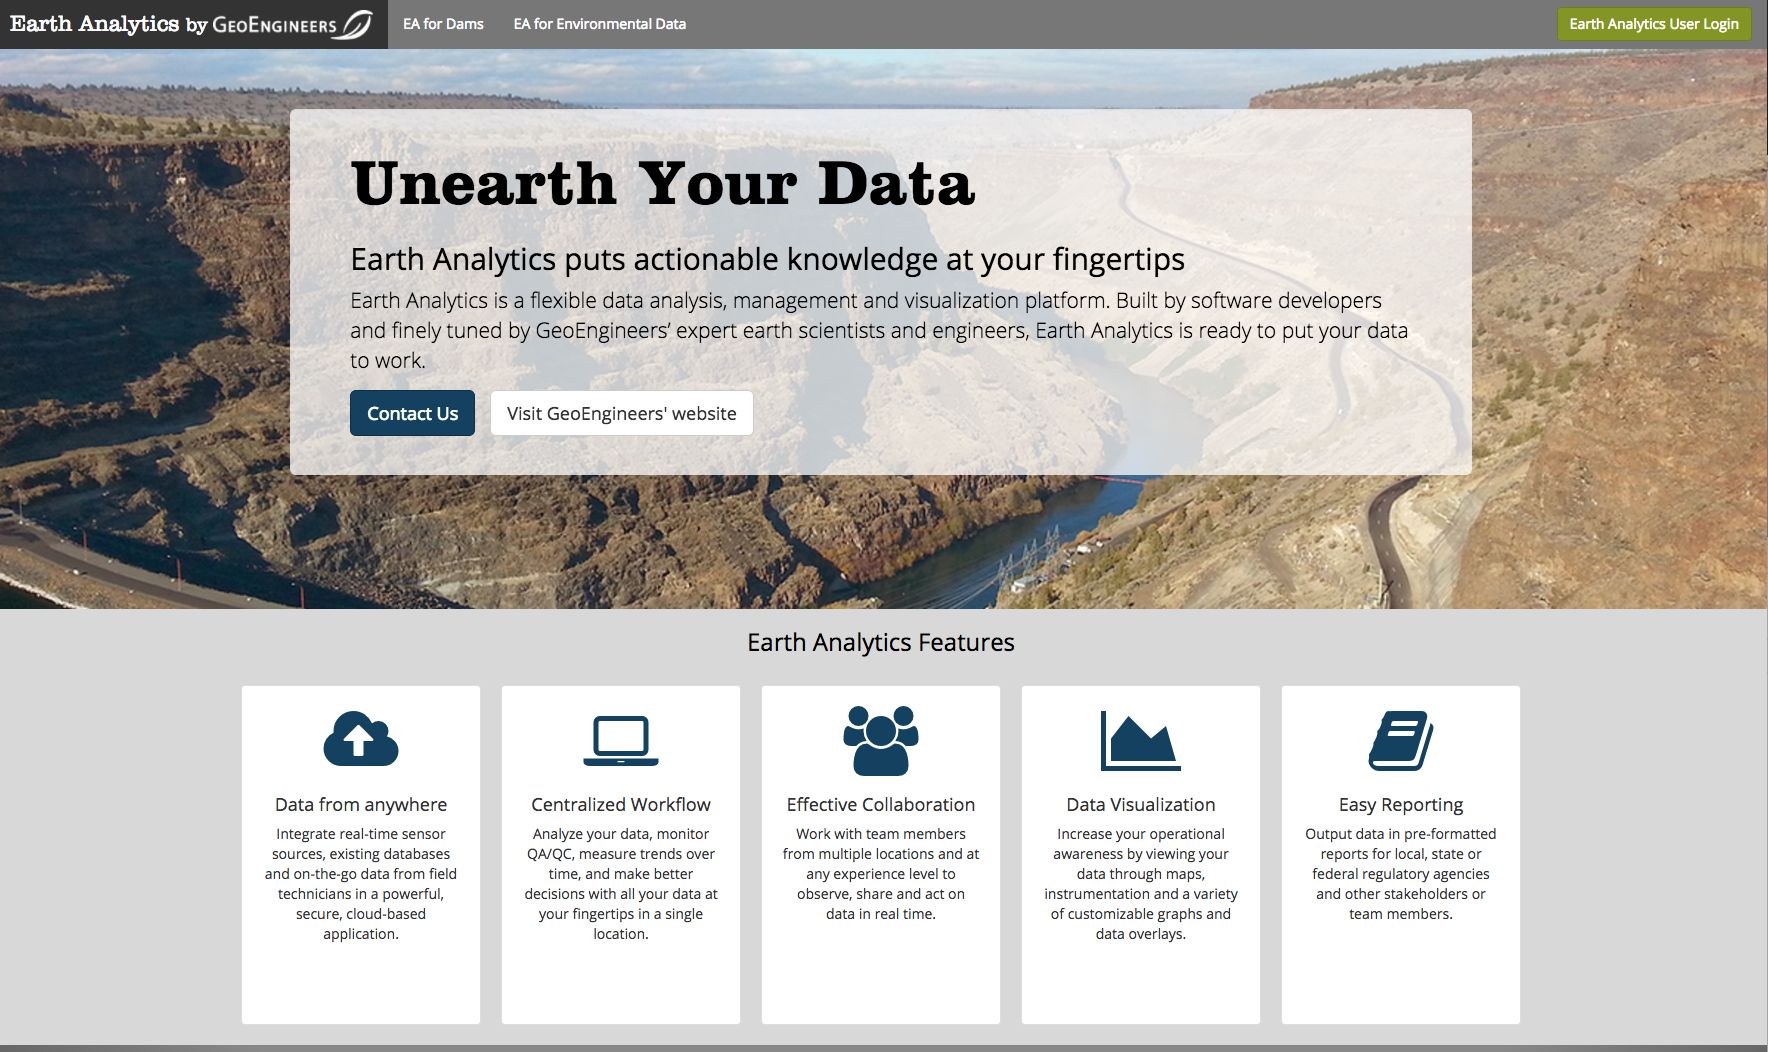 Earth Analytics by GEOENGINEERS
EA for Dams
EA for Environmental Data
Earth Analytics User Login
Unearth Your Data
Earth Analytics puts actionable knowledge at your fingertips
Earth Analytics is a flexible data analysis, management and visualization platform. Built by software developers
and finely tuned by GeoEngineers’ expert earth scientists and engineers, Earth Analytics is ready to put your data
to work.
Contact Us
Visit GeoEngineers' website
Earth Analytics Features
Data from anywhere
Integrate real-time sensor
sources, existing databases
and on-the-go data from field
technicians in a powerful,
secure, cloud-based
application.
Centralized Workflow
Analyze your data, monitor
QA/QC, measure trends over
time, and make better
decisions with all your data at
your fingertips in a single
location.
Effective Collaboration
Work with team members
from multiple locations and at
any experience level to
observe, share and act on
data in real time.
Data Visualization
Increase your operational
awareness by viewing your
data through maps,
instrumentation and a variety
of customizable graphs and
data overlays.
Easy Reporting
Output data in pre-formatted
reports for local, state or
federal regulatory agencies
and other stakeholders or
team members.